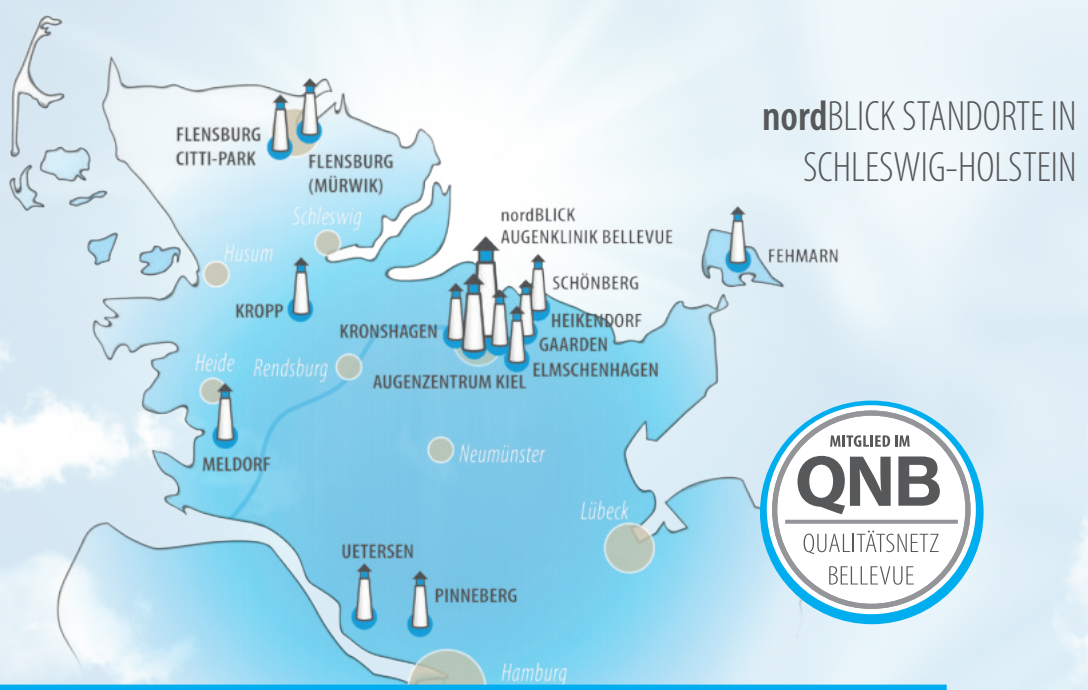 nordBLICK STANDORTE IN
SCHLESWIG-HOLSTEIN
FLENSBURG
CITTI-PARK
FLENSBURG
(MÜRWIK)
Schleswig
nordBLICK
AUGENKLINIK BELLEVUE
FEHMARN
Husum
SCHÖNBERG
KROPP
HEIKENDORF
KRONSHAGEN
GAARDEN
ELMSCHENHAGEN
Heide
Rendsburg
AUGENZENTRUM KIEL
MELDORF
Neumünster
MITGLIED IM
QNB
QUALITÄTSNETZ
BELLEVUE
Lübeck
UETERSEN
PINNEBERG
Hamburg